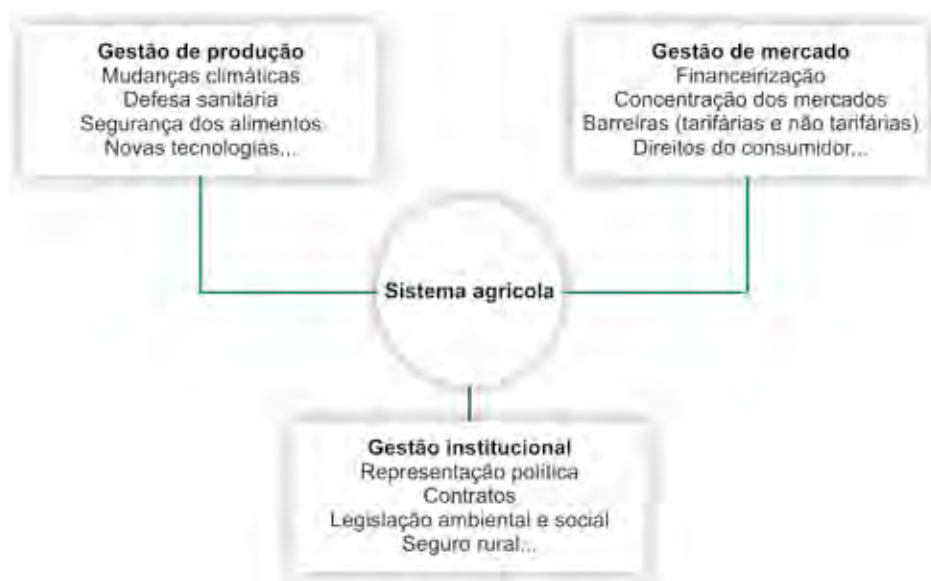 Gestão de produção
Mudanças climáticas
Defesa sanitária
Segurança dos alimentos
Novas tecnologias...
Gestão de mercado
Financeirização
Concentração dos mercados
Barreiras (tarifárias e não tarifárias)
Direitos do consumidor...
Sistema agricola
Gestão institucional
Representação política
Contratos
Legislação ambiental e social
Seguro rural...